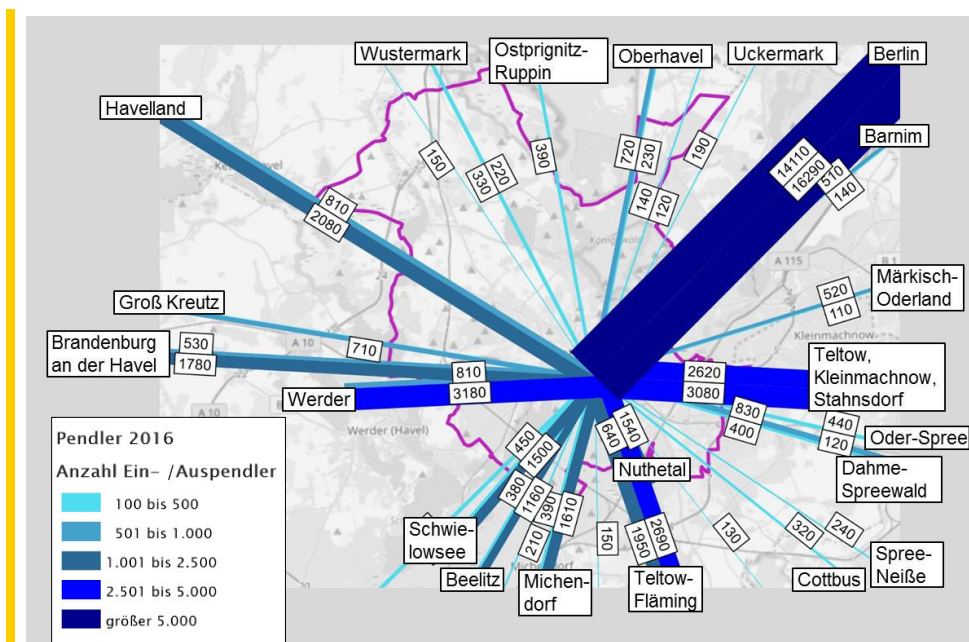 Wustermark
Ostprignitz-
Ruppin
Oberhavel
Uckermark
Berlin
Havelland
Barnim
150
330
220
390
720
230
140
120
190
14110
16290
510
140
810
2080
Märkisch-
Oderland
520
110
A 115
Kleinmachnow
Königswald
24
B 1
Groß Kreutz
A 10
710
Brandenburg
an der Havel
530
1780
810
3180
Werder
A 10
Werder (Havel)
2620
3080
Teltow,
Kleinmachnow,
Stahnsdorf
830
400
440
120
Oder-Spree
Dahme-
Spreewald
450
1500
380
1160
390
1610
210
640
1540
Nuthetal
150
1950
2690
130
320
240
Schwie-
lowsee
Beelitz
Michen-
dorf
Teltow-
Fläming
Cottbus
Spree-
Neiße
Pendler 2016
Anzahl Ein- /Auspendler
100 bis 500
501 bis 1.000
1.001 bis 2.500
2.501 bis 5.000
größer 5.000